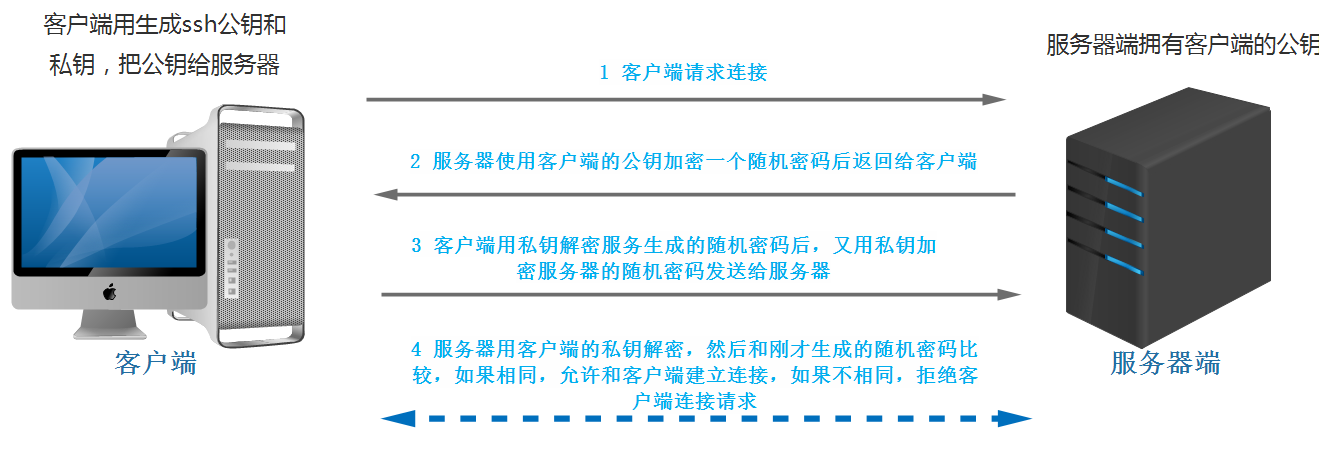 客户端用生成ssh公钥和
私钥，把公钥给服务器
服务器端拥有客户端的公钥
1 客户端请求连接
2 服务器使用客户端的公钥加密一个随机密码后返回给客户端
3 客户端用私钥解密服务生成的随机密码后，又用私钥加
密服务器的随机密码发送给服务器
4 服务器用客户端的私钥解密，然后和刚才生成的随机密码比
较，如果相同，允许和客户端建立连接，如果不相同，拒绝客
户端连接请求
客户端
服务器端